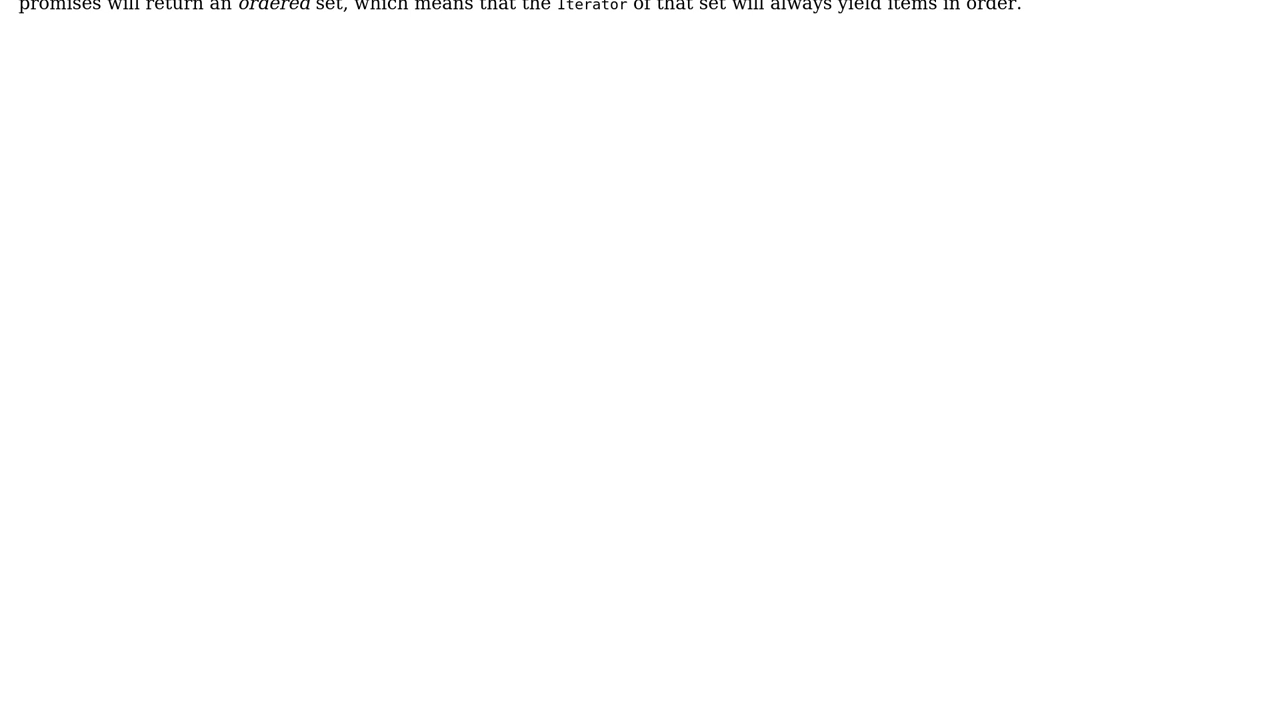 promises will return an ordered set, which means that the Iterator of that set will always yield items in order.